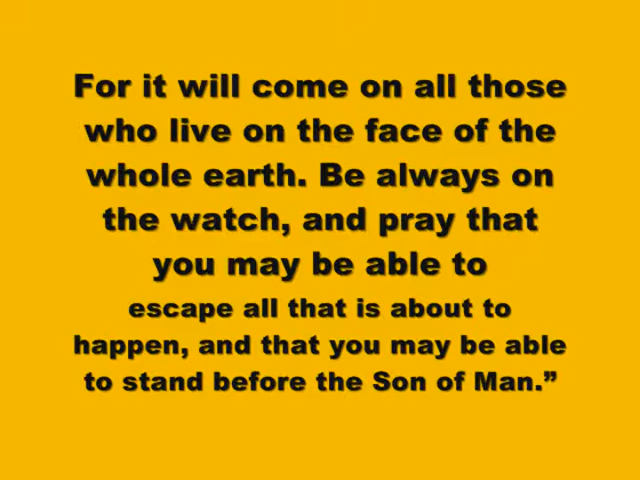 For it will come on all those
who live on the face of the
whole earth. Be always on
the watch, and pray that
you may be able to
escape all that is about to
happen, and that you may be able
to stand before the Son of Man.”